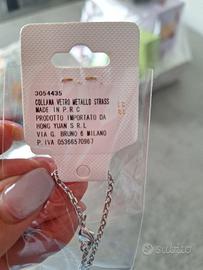 3054435
COLLANA VETRO METALLO STRASS
MADE IN P.R.C
PRODOTTO IMPORTATO DA
HONG YUAN S.R.L
VIA G. BRUNO 6 MILANO
P.IVA 05366570967
subito